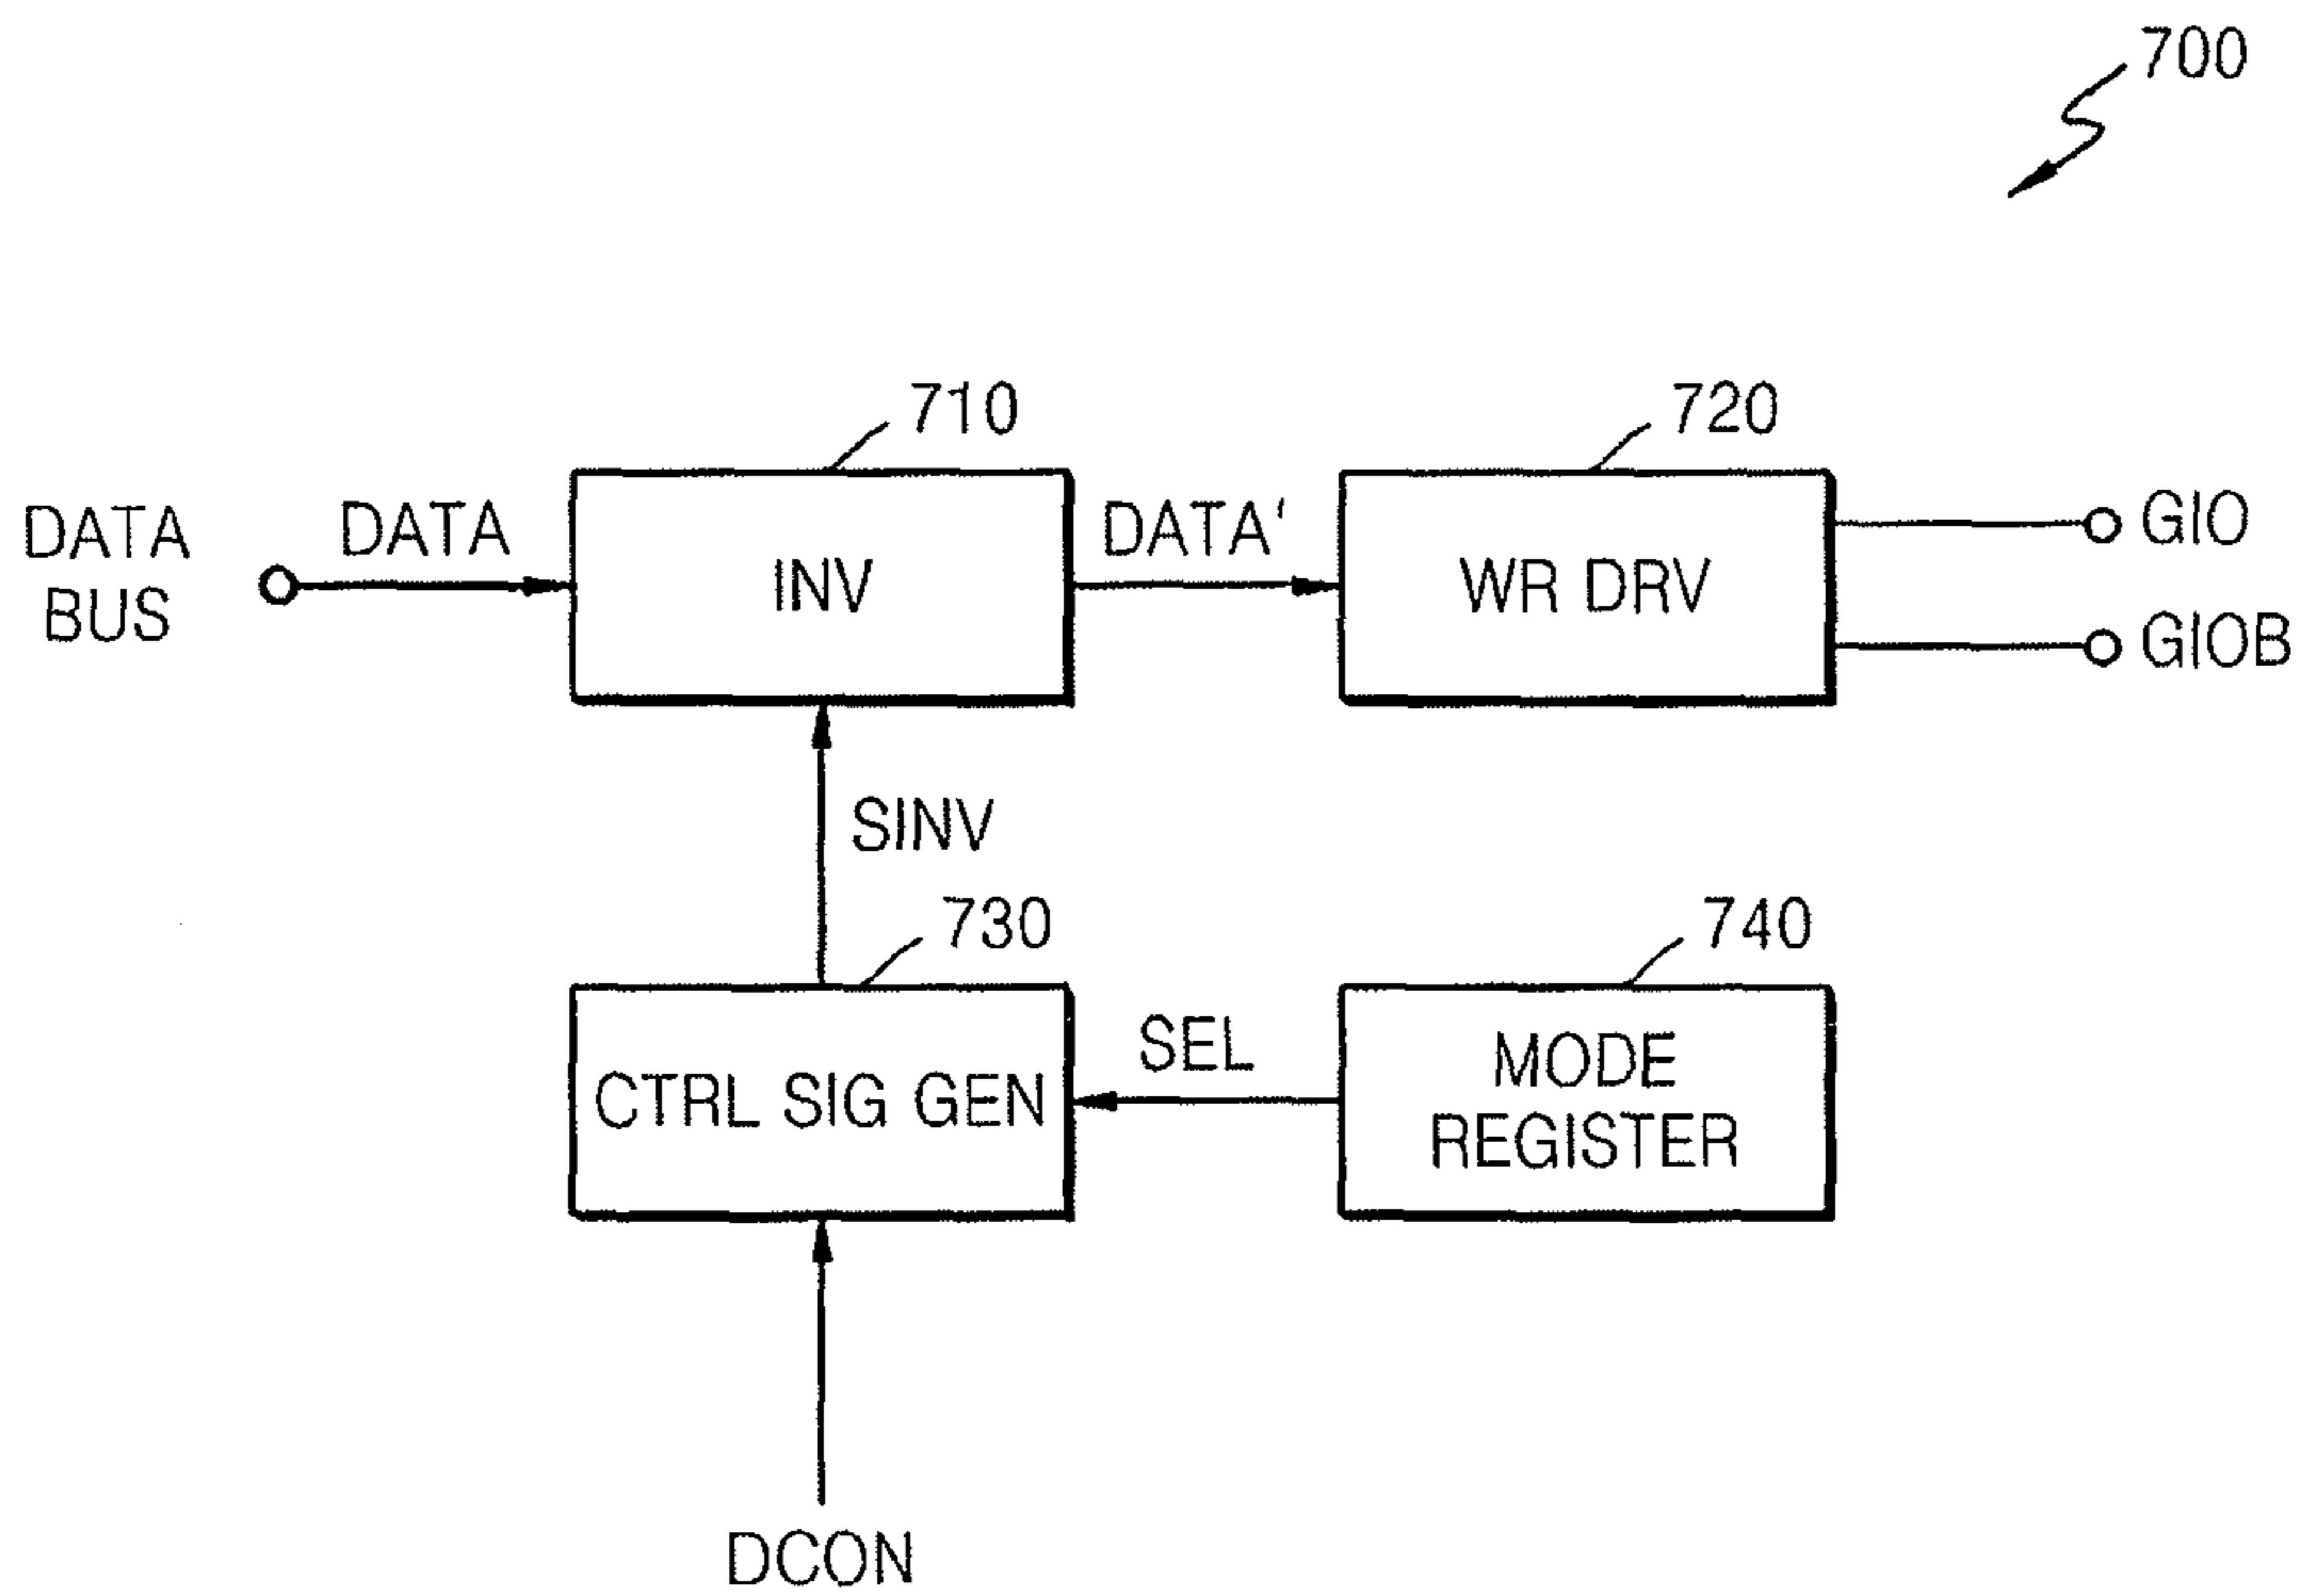 700
710
720
DATA
BUS
DATA
INV
DATA'
WR DRV
GIO
GIOB
SINV
730
740
CTRL SIG GEN
SEL
MODE
REGISTER
DCON